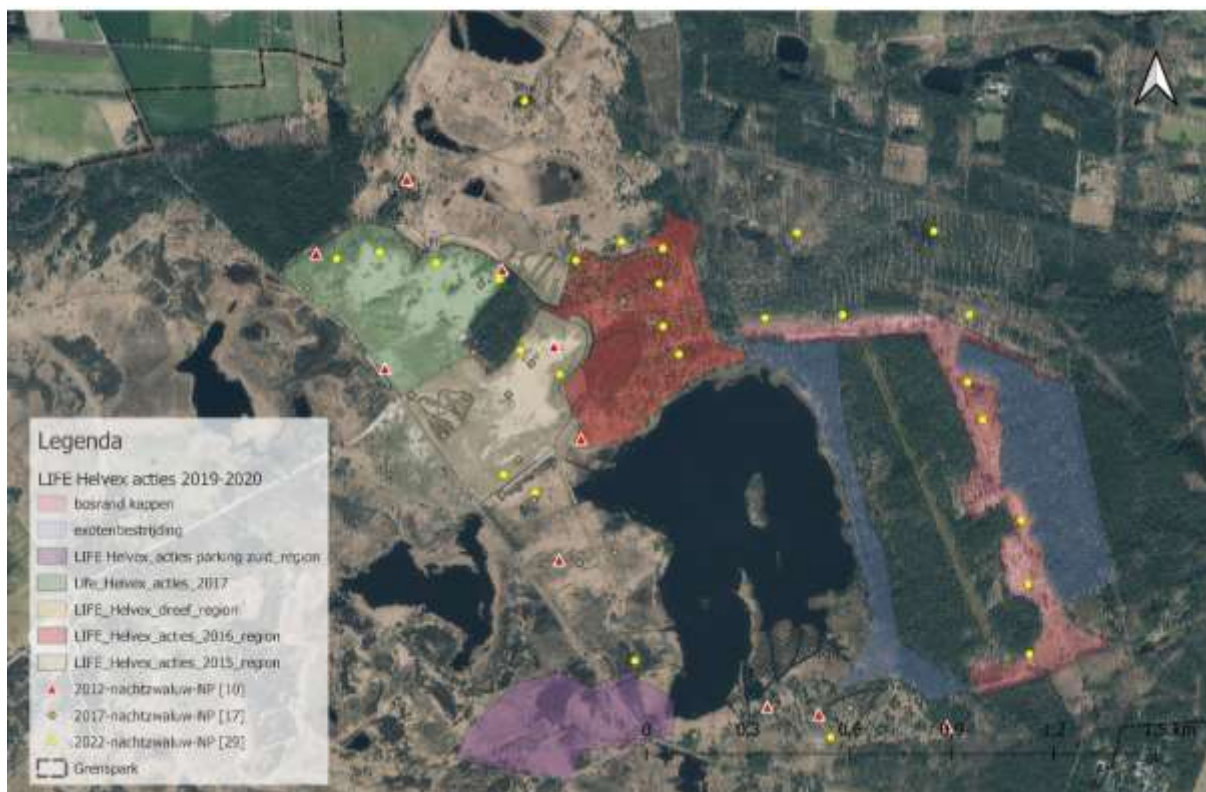 Legenda
LIFE Helvex acties 2019-2020
bosrand kappen
exotenbestrijding
LIFE Helvex_acties parking zuid_region
Life_Helvex_acties_2017
LIFE_Helvex_dreef_region
LIFE_Helvex_acties_2016_region
LIFE_Helvex_acties_2015_region
2012-nachtzwaluw-NP [10]
2017-nachtzwaluw-NP [17]
2022-nachtzwaluw-NP [29]
Grenspark
0 0.3 0.6 0.9 1.2 1.5 km